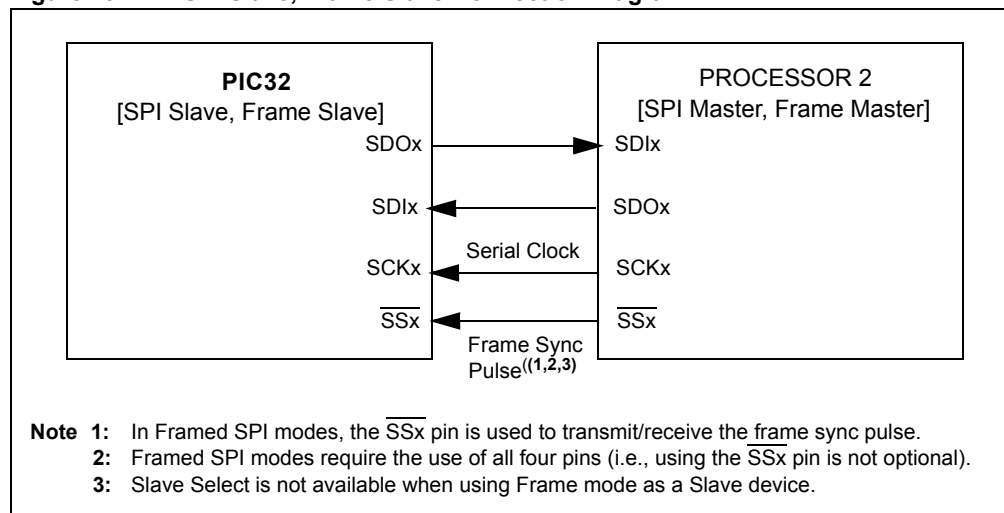 PIC32
[SPI Slave, Frame Slave]
PROCESSOR 2
[SPI Master, Frame Master]
SDOx
SDIx
SDIx
SDOx
Serial Clock
SCKx
SCKx
SSx
SSx
Frame Sync
Pulse((1,2,3)
Note 1: In Framed SPI modes, the SSx pin is used to transmit/receive the frame sync pulse.
2: Framed SPI modes require the use of all four pins (i.e., using the SSx pin is not optional).
3: Slave Select is not available when using Frame mode as a Slave device.